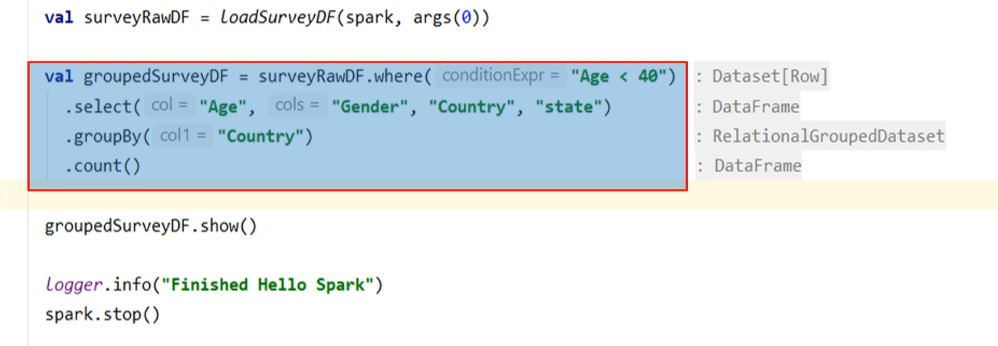 val surveyRawDF = loadSurveyDF(spark, args(0))
val groupedSurveyDF = surveyRawDF.where( conditionExpr = "Age < 40") : Dataset[Row]
.select( col = "Age", cols = "Gender", "Country", "state") : DataFrame
.groupBy( col1 = "Country") : RelationalGroupedDataset
.count() : DataFrame
groupedSurveyDF.show()
logger.info("Finished Hello Spark")
spark.stop()